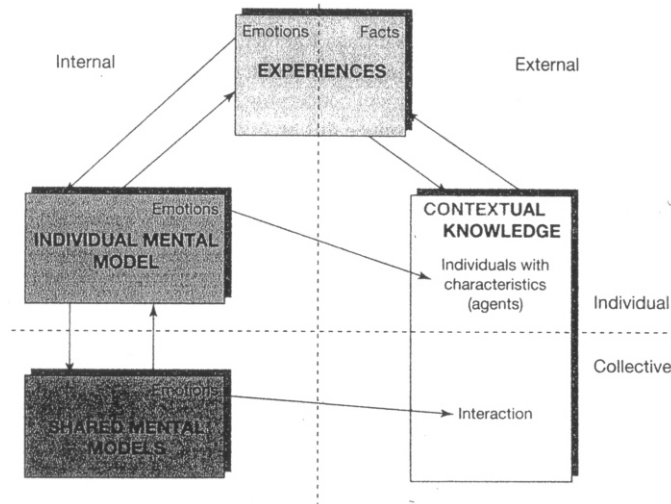 Emotions Facts
Internal
External
EXPERIENCES
Emotions
INDIVIDUAL MENTAL
MODEL
CONTEXTUAL
KNOWLEDGE
Individuals with
characteristics
(agents)
Individual
Collective
Emotions
SHARED MENTAL
MODELS
Interaction